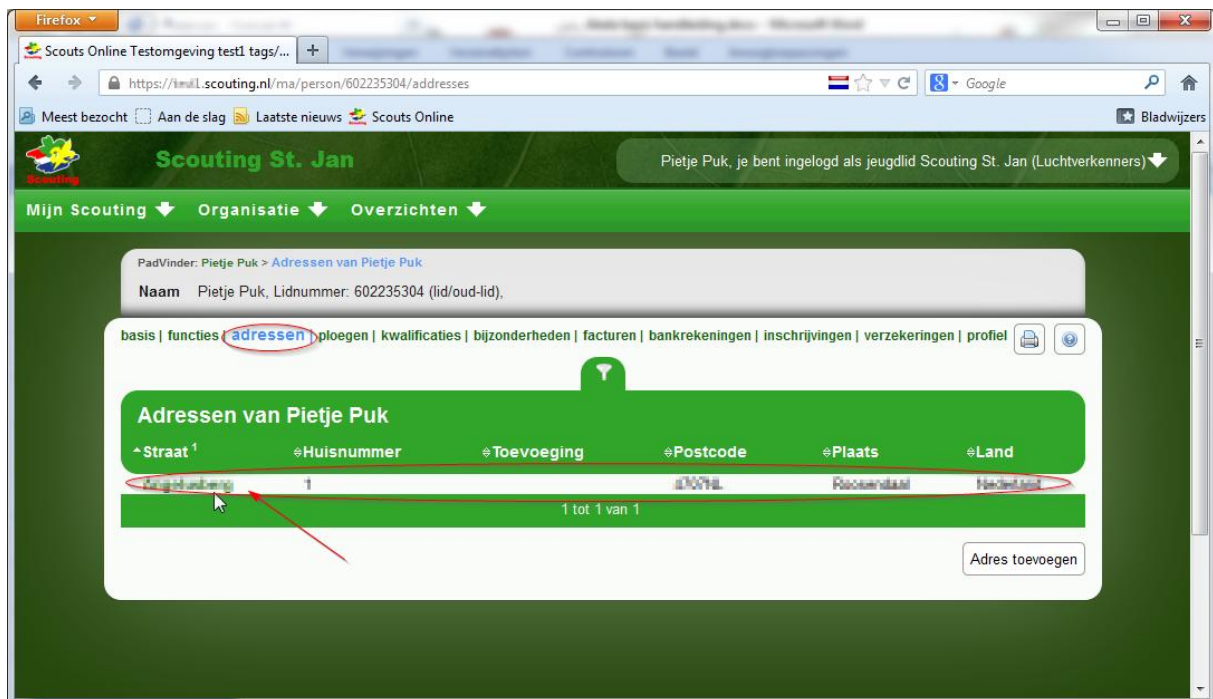 Firefox
Scouts Online Testomgeving test1 tags/... +
.scouting.nl/ma/person/602235304/addresses
Google
Meest bezocht Aan de slag Laatste nieuws Scouts Online
Bladwijzers
Scouting
Scouting St. Jan
Pietje Puk, je bent ingelogd als jeugdlid Scouting St. Jan (Luchtverkenners)
Mijn Scouting Organisatie Overzichten
PadVinder: Pietje Puk > Adressen van Pietje Puk
Naam Pietje Puk, Lidnummer: 602235304 (lid/oud-lid),
basis | functies | adressen | ploegen | kwalificaties | bijzonderheden | facturen | bankrekeningen | inschrijvingen | verzekeringen | profiel
Adressen van Pietje Puk
Straat 1 Huisnummer Toevoeging Postcode Plaats Land
1
1 tot 1 van 1
Adres toevoegen